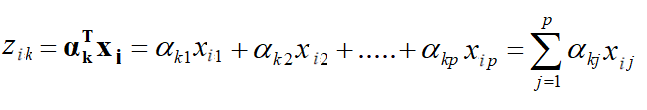 z_{ik} = α_k^T x_i = α_{k1} x_{i1} + α_{k2} x_{i2} + ..... + α_{kp} x_{ip} = \sum_{j=1}^{p} α_{kj} x_{ij}